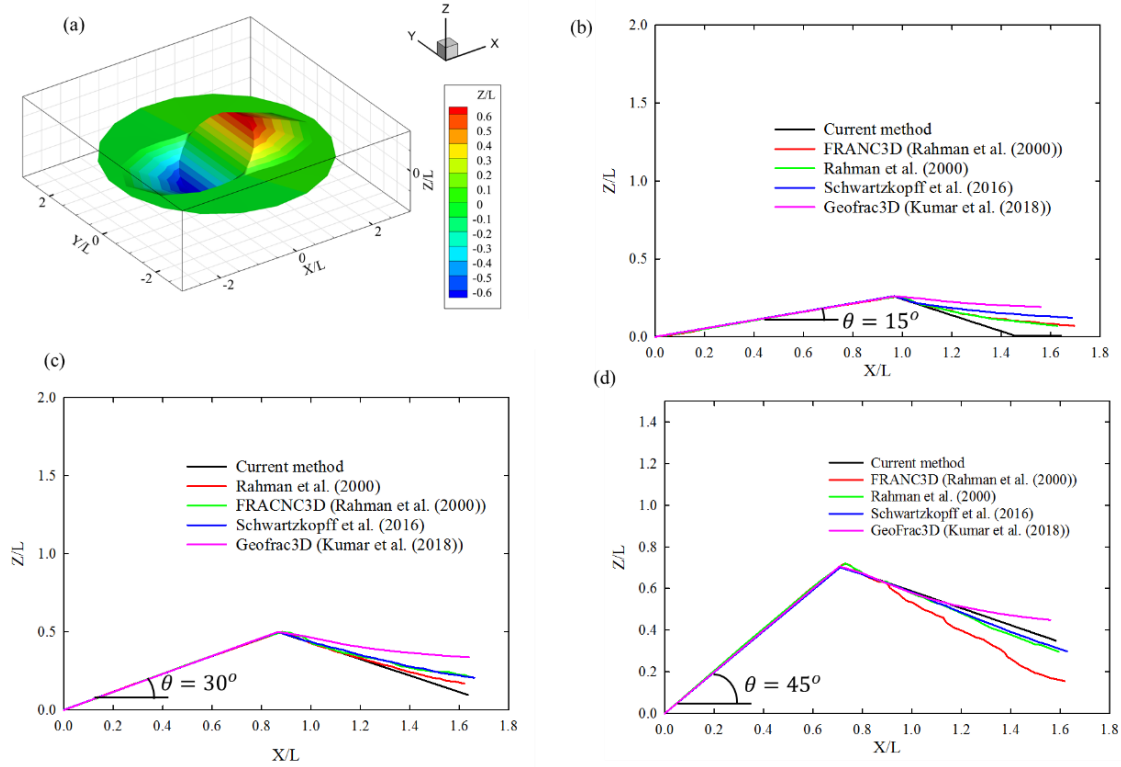 (a)
Z
Y
X
Z/L
0.6
0.5
0.4
0.3
0.2
0.1
0
-0.1
-0.2
-0.3
-0.4
-0.5
-0.6
0
Z/L
2
0
-2
Y/L
-2
0
2
X/L
(b)
2.0
1.5
1.0
0.5
0.0
Z/L
Current method
FRANC3D (Rahman et al. (2000))
Rahman et al. (2000)
Schwartzkopff et al. (2016)
Geofrac3D (Kumar et al. (2018))
θ = 15°
0.0 0.2 0.4 0.6 0.8 1.0 1.2 1.4 1.6 1.8
X/L
(c)
2.0
1.5
1.0
0.5
0.0
Z/L
Current method
Rahman et al. (2000)
FRACNC3D (Rahman et al. (2000))
Schwartzkopff et al. (2016)
Geofrac3D (Kumar et al. (2018))
θ = 30°
0.0 0.2 0.4 0.6 0.8 1.0 1.2 1.4 1.6 1.8
X/L
(d)
1.4
1.2
1.0
0.8
0.6
0.4
0.2
0.0
Z/L
Current method
FRANC3D (Rahman et al. (2000))
Rahman et al. (2000)
Schwartzkopff et al. (2016)
GeoFrac3D (Kumar et al. (2018))
θ = 45°
0.0 0.2 0.4 0.6 0.8 1.0 1.2 1.4 1.6 1.8
X/L